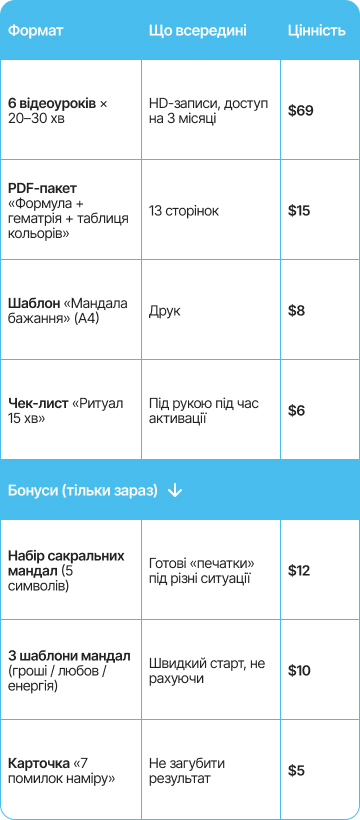 Формат
Що всередині
Цінність
6 відеоуроків ×
20–30 хв
HD-записи, доступ
на 3 місяці
$69
PDF-пакет
«Формула +
гематрія + таблиця
кольорів»
13 сторінок
$15
Шаблон «Мандала
бажання» (А4)
Друк
$8
Чек-лист «Ритуал
15 хв»
Під рукою під час
активації
$6
Бонуси (тільки зараз) ↓
Набір сакральних
мандал (5
символів)
Готові «печатки»
під різні ситуації
$12
3 шаблони мандал
(гроші / любов /
енергія)
Швидкий старт, не
рахуючи
$10
Карточка «7
помилок наміру»
Не загубити
результат
$5